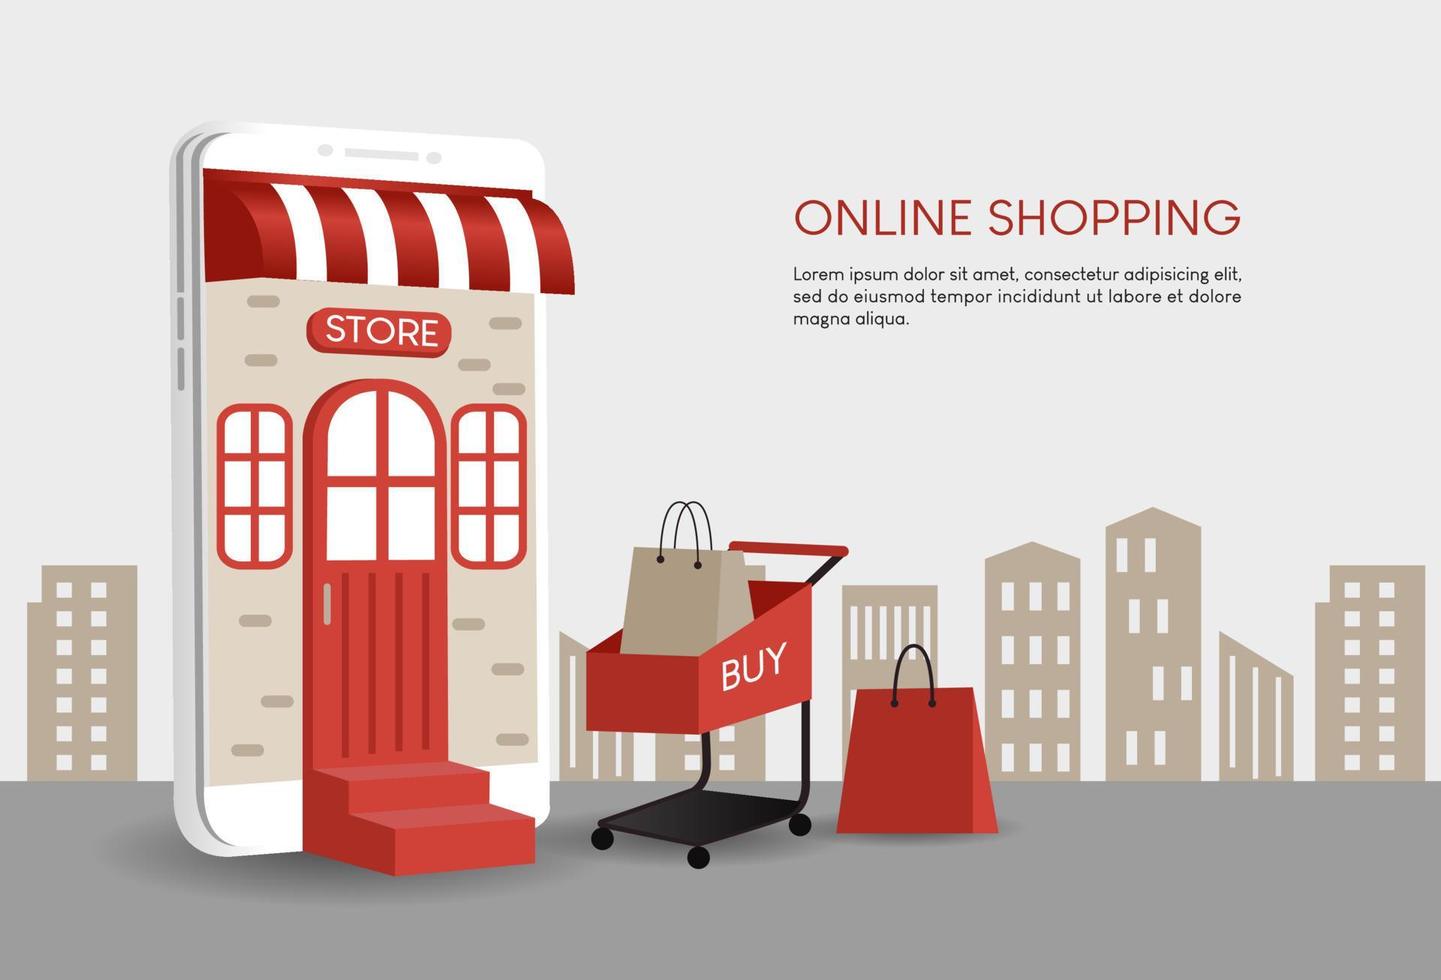 ONLINE SHOPPING
Lorem ipsum dolor sit amet, consectetur adipisicing elit,
sed do eiusmod tempor incididunt ut labore et dolore
magna aliqua.
STORE
BUY